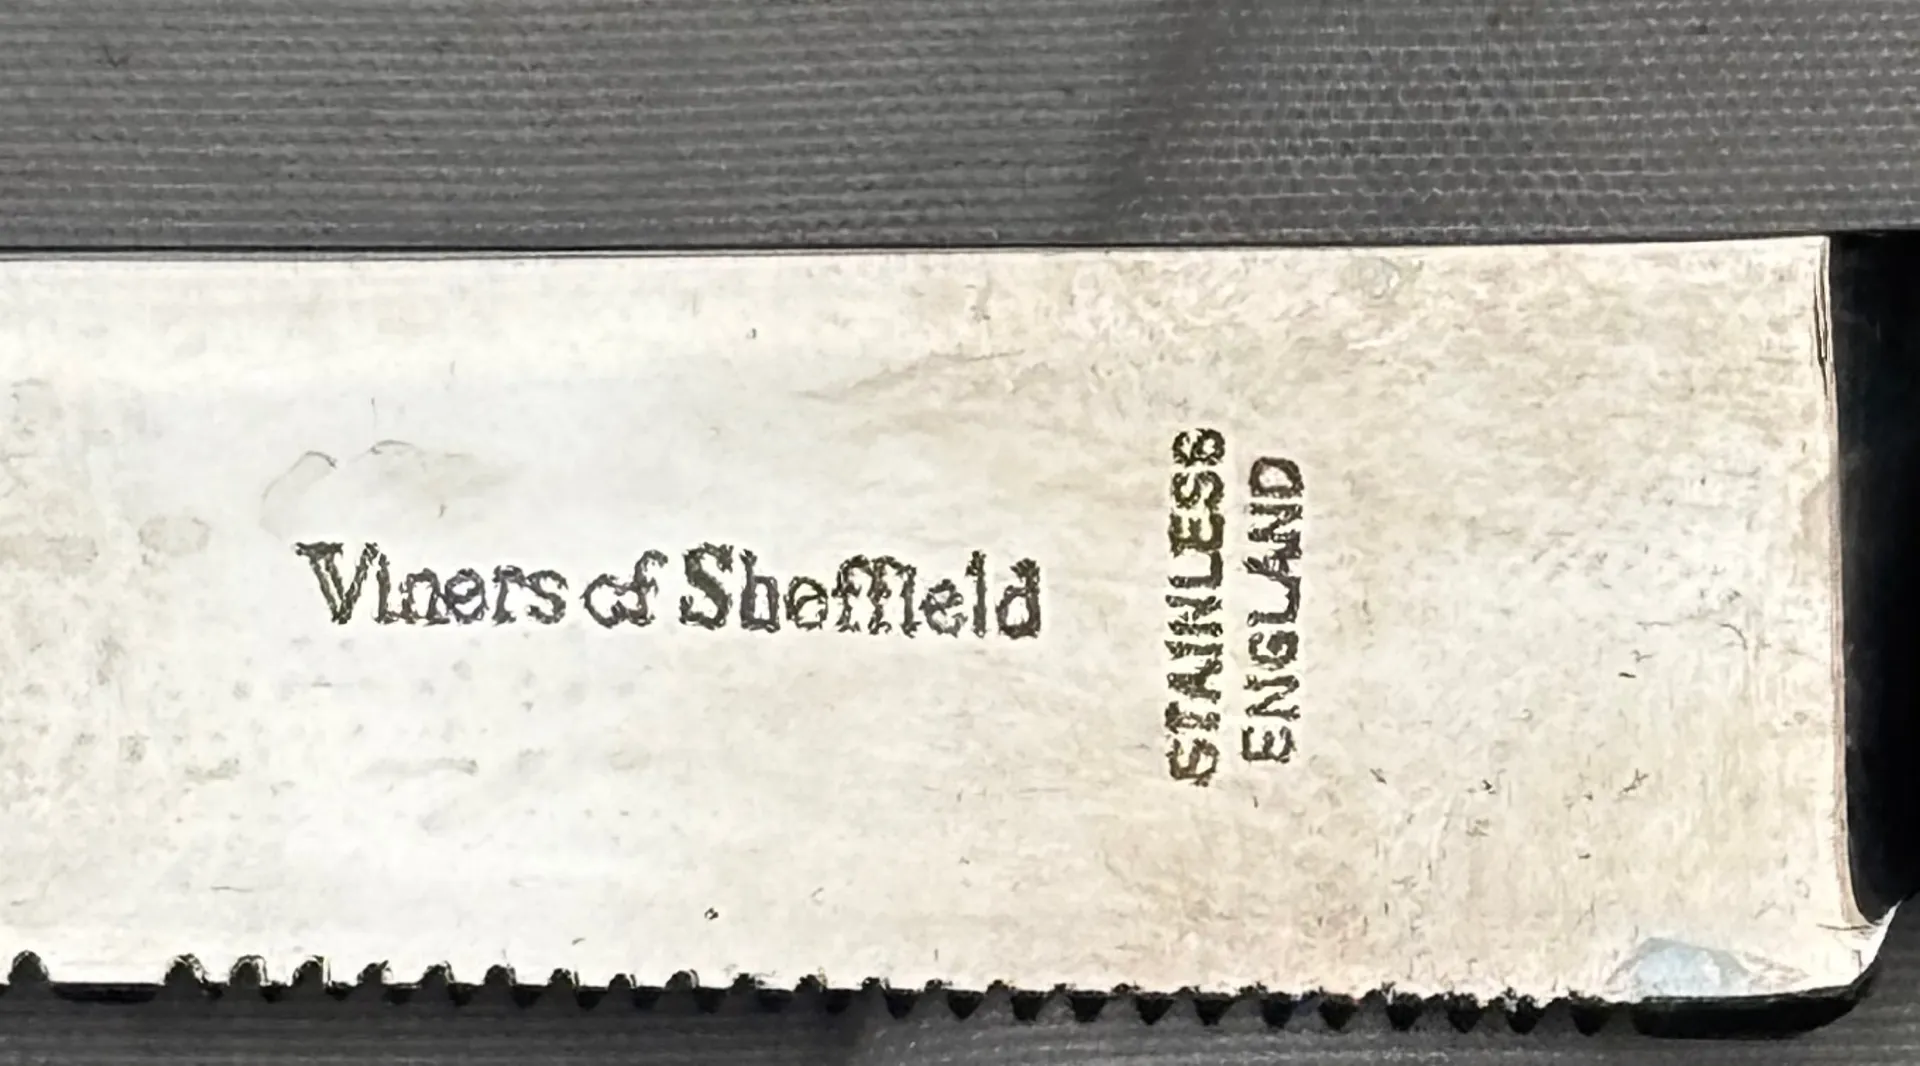 Viners of Sheffield
STAINLESS
ENGLAND